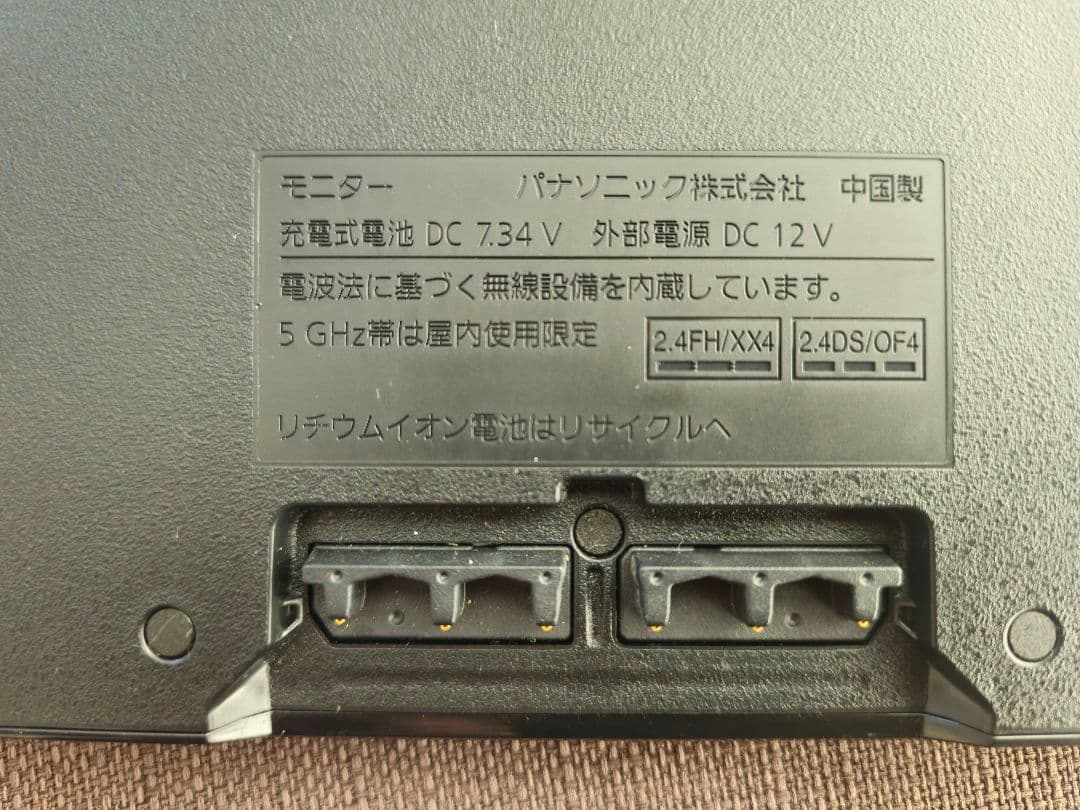 モニター パナソニック株式会社 中国製
充電式電池 DC 7.34 V 外部電源 DC 12 V
電波法に基づく無線設備を内蔵しています。
5 GHz帯は屋内使用限定 2.4FH/XX4 2.4DS/OF4
リチウムイオン電池はリサイクルへ